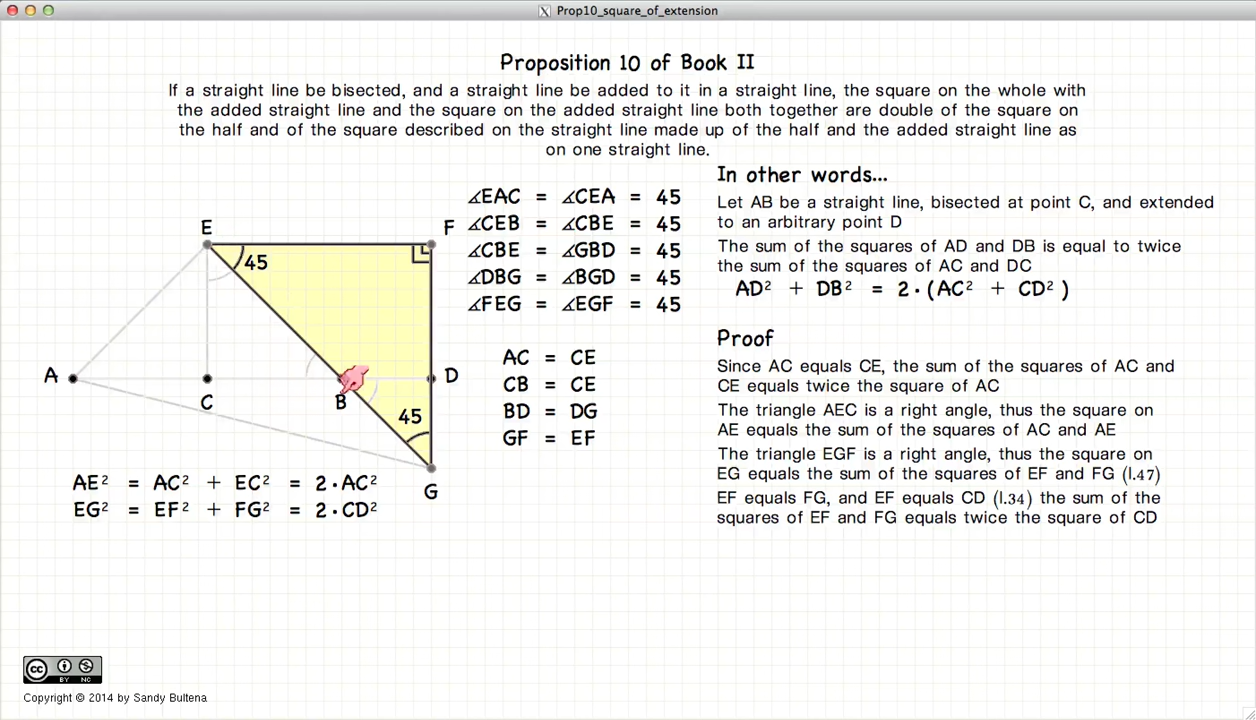 Prop10_square_of_extension
Proposition 10 of Book II
If a straight line be bisected, and a straight line be added to it in a straight line, the square on the whole with
the added straight line and the square on the added straight line both together are double of the square on
the half and of the square described on the straight line made up of the half and the added straight line as
on one straight line.
E
F
45
A
C
B
D
45
G
∡EAC = ∡CEA = 45
∡CEB = ∡CBE = 45
∡CBE = ∡GBD = 45
∡DBG = ∡BGD = 45
∡FEG = ∡EGF = 45
AC = CE
CB = CE
BD = DG
GF = EF
AE² = AC² + EC² = 2·AC²
EG² = EF² + FG² = 2·CD²
In other words...
Let AB be a straight line, bisected at point C, and extended
to an arbitrary point D
The sum of the squares of AD and DB is equal to twice
the sum of the squares of AC and DC
AD² + DB² = 2·(AC² + CD²)
Proof
Since AC equals CE, the sum of the squares of AC and
CE equals twice the square of AC
The triangle AEC is a right angle, thus the square on
AE equals the sum of the squares of AC and AE
The triangle EGF is a right angle, thus the square on
EG equals the sum of the squares of EF and FG (I.47)
EF equals FG, and EF equals CD (I.34) the sum of the
squares of EF and FG equals twice the square of CD
cc
BY NC
Copyright © 2014 by Sandy Bultena